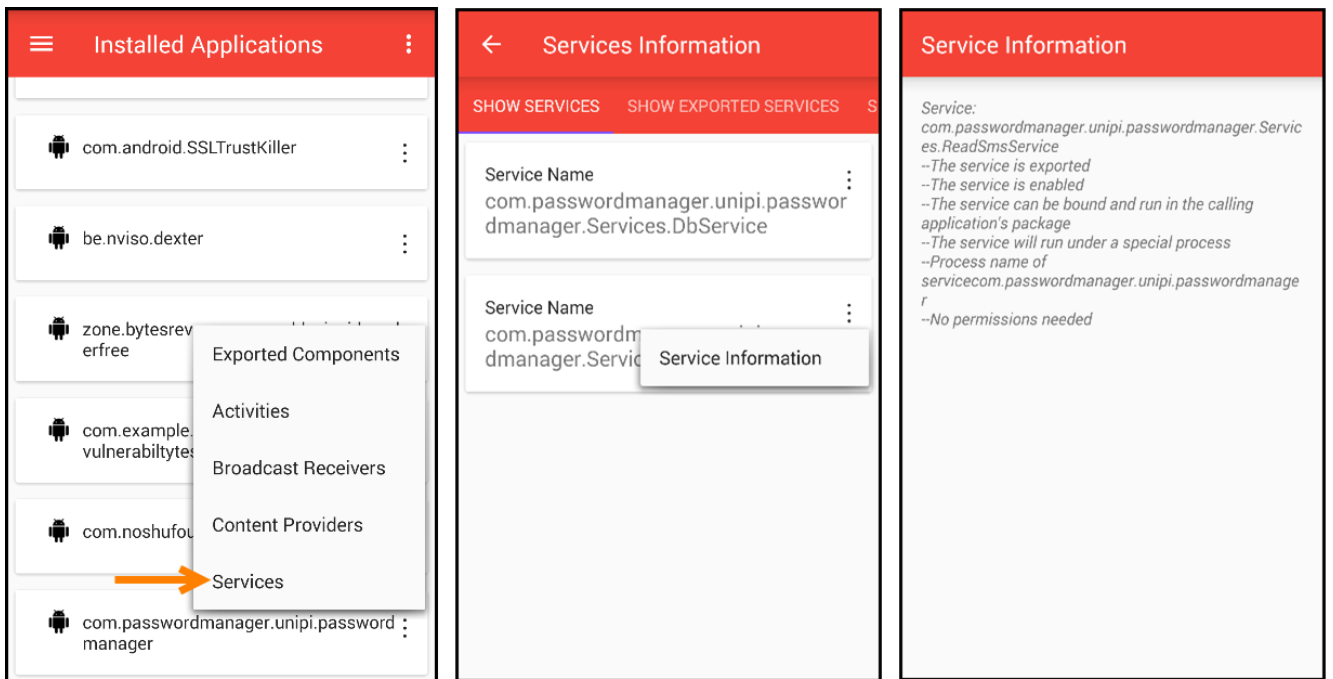 Installed Applications
com.android.SSLTrustKiller
be.nviso.dexter
zone.bytesrev
erfree
com.example.
vulnerabiltytes
com.noshufou
com.passwordmanager.unipi.password
manager
Exported Components
Activities
Broadcast Receivers
Content Providers
Services
Services Information
SHOW SERVICES SHOW EXPORTED SERVICES S
Service Name
com.passwordmanager.unipi.passwor
dmanager.Services.DbService
Service Name
com.passwordm
dmanager.Servic
Service Information
Service Information
Service:
com.passwordmanager.unipi.passwordmanager.Servic
es.ReadSmsService
--The service is exported
--The service is enabled
--The service can be bound and run in the calling
application's package
--The service will run under a special process
--Process name of
servicecom.passwordmanager.unipi.passwordmanage
r
--No permissions needed